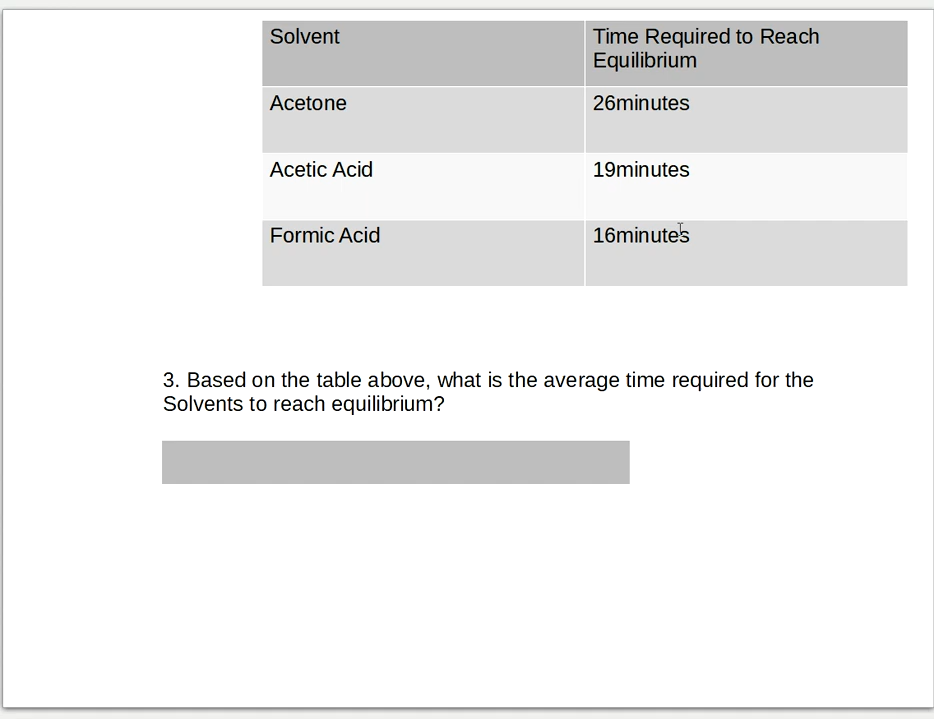 Solvent
Time Required to Reach
Equilibrium
Acetone
26minutes
Acetic Acid
19minutes
Formic Acid
16minutes
3. Based on the table above, what is the average time required for the
Solvents to reach equilibrium?